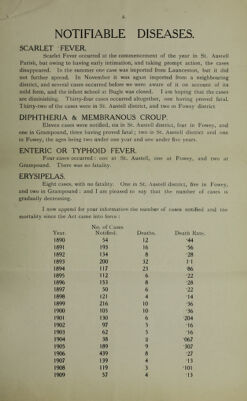 4
NOTIFIABLE DISEASES.
SCARLET FEVER.
Scarlet Fever occurred at the commencement of the year in St. Austell
Parish, but owing to having early intimation, and taking prompt action, the cases
disappeared. In the summer one case was imported from Launceston, but it did
not further spread. In November it was again imported from a neighbouring
district, and several cases occurred before we were aware of it on account of its
mild form, and the infant school at Bugle was closed. I am hoping that the cases
are diminishing. Thirty-four cases occurred altogether, one having proved fatal.
Thirty-two of the cases were in St. Austell district, and two in Fowey district.
DIPHTHERIA & MEMBRANOUS CROUP.
Eleven cases were notified, six in St. Austell district, four in Fowey, and
one in Grampound, three having proved fatal; two in St. Austell district and one
in Fowey, the ages being two under one year and one under five years.
ENTERIC OR TYPHOID FEVER.
Four cases occurred: one at St. Austell, one at Fowey, and two at
Grampound. There was no fatality.
ERYSIPELAS.
Eight cases, with no fatality. One in St. Austell district, five in Fowey,
and two in Grampound: and I am pleased to say that the number of cases is
gradually decreasing.
I now append for your information the number of cases notified and the
mortality since the Act came into force:
No. of Cases
Year. Notified. Deaths. Death Rate.
1890 54 12 ·44
1891 193 16 ·56
1892 134 8 ·28
1893 200 32 1·1
1894 117 23 ·86
1895 112 6 ·22
1896 153 8 ·28
1897 50 6 ·22
1898 121 4 ·14
1899 216 10 ·36
1900 103 10 ·36
1901 130 6 ·204
1902 97 5 ·16
1903 62 5 ·16
1904 38 2 ·067
1905 189 9 ·307
1906 439 8 ·27
1907 139 4 ·13
1908 119 3 ·101
1909 57 4 ·13